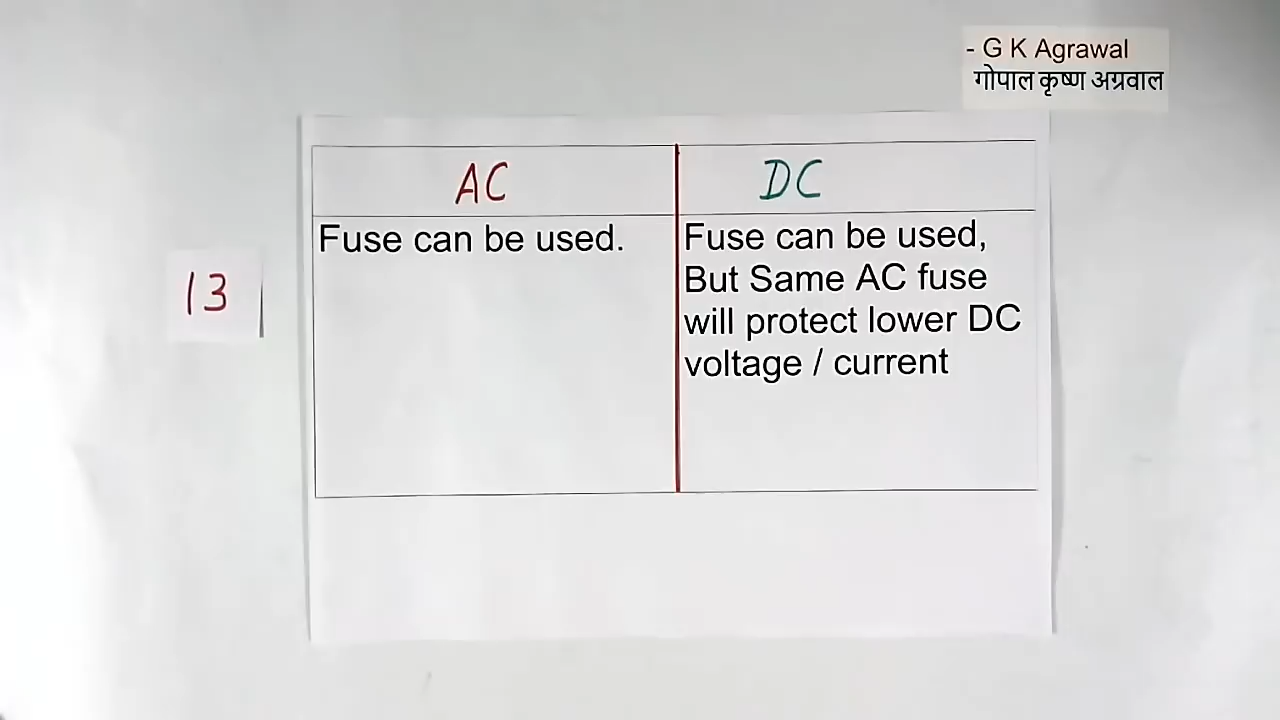 - G K Agrawal
गोपाल कृष्ण अग्रवाल
AC
DC
13
Fuse can be used.
Fuse can be used,
But Same AC fuse
will protect lower DC
voltage / current